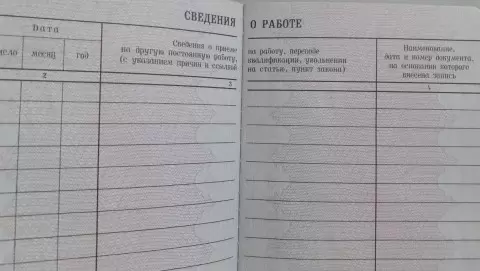 СВЕДЕНИЯ О РАБОТЕ
Дата
число месяц год
Сведения о приеме на работу, переводе
на другую постоянную работу, квалификации, увольнении
(с указанием причин и ссылкой на статью, пункт закона)
Наименование,
дата и номер документа,
на основании которого
внесена запись
2 3 4